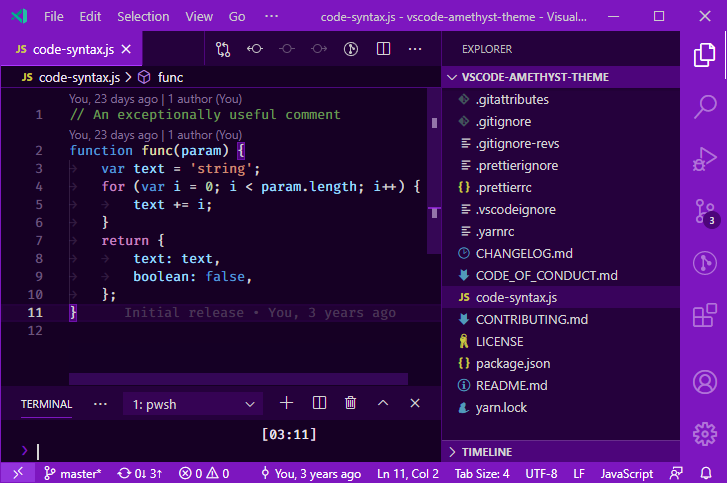 File Edit Selection View Go ··· code-syntax.js - vscode-amethyst-theme - Visual...
JS code-syntax.js
EXPLORER
JS code-syntax.js > func
You, 23 days ago | 1 author (You)
1 // An exceptionally useful comment
You, 23 days ago | 1 author (You)
2 function func(param) {
3 var text = 'string';
4 for (var i = 0; i < param.length; i++) {
5 text += i;
6 }
7 return {
8 text: text,
9 boolean: false,
10 };
11 } Initial release • You, 3 years ago
12
VSCODE-AMETHYST-THEME
.gitattributes
.gitignore
.git-ignore-revs
.prettierignore
{ } .prettierrc
.vscodeignore
.yarnrc
CHANGELOG.md
CODE_OF_CONDUCT.md
JS code-syntax.js
CONTRIBUTING.md
LICENSE
{ } package.json
README.md
yarn.lock
TIMELINE
3
TERMINAL ··· 1: pwsh
[03:11]
>
master* 0↓ 3↑ 0 0 You, 3 years ago Ln 11, Col 2 Tab Size: 4 UTF-8 LF JavaScript